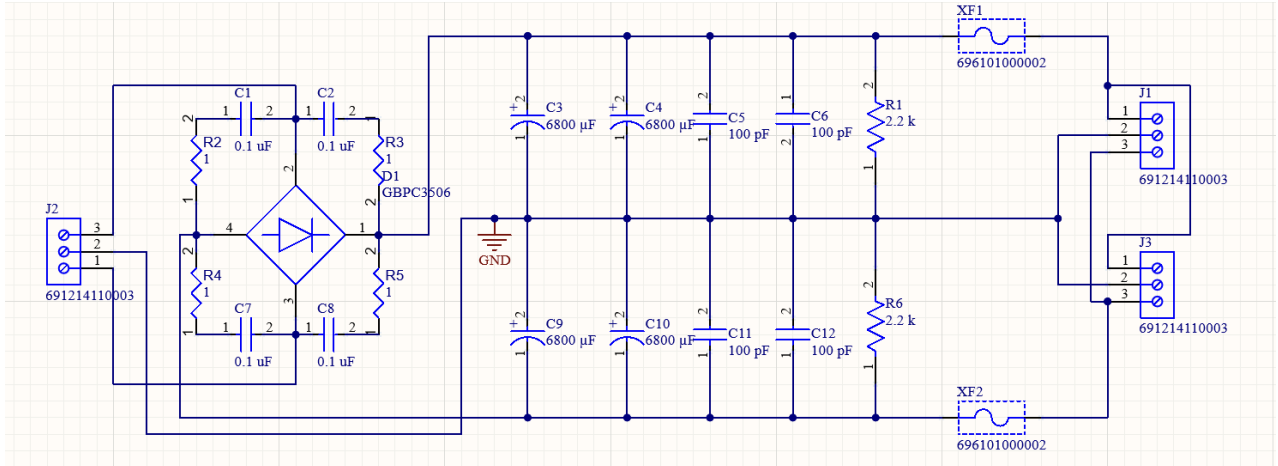 XF1
696101000002
J1
1
2
3
691214110003
C1
1 2
0.1 uF
C2
1 2
0.1 uF
2
R2
1
1
1
R3
1
2
D1
GBPC3506
2
4
1
3
J2
3
2
1
691214110003
2
R4
1
1
2
R5
1
1
C7
1 2
0.1 uF
C8
1 2
0.1 uF
+ 2
C3
6800 µF
1
+ 2
C4
6800 µF
1
2
C5
100 pF
1
1
C6
100 pF
2
2
R1
2.2 k
1
GND
+ 2
C9
6800 µF
1
+ 2
C10
6800 µF
1
2
C11
100 pF
1
2
C12
100 pF
1
2
R6
2.2 k
1
J3
1
2
3
691214110003
XF2
696101000002